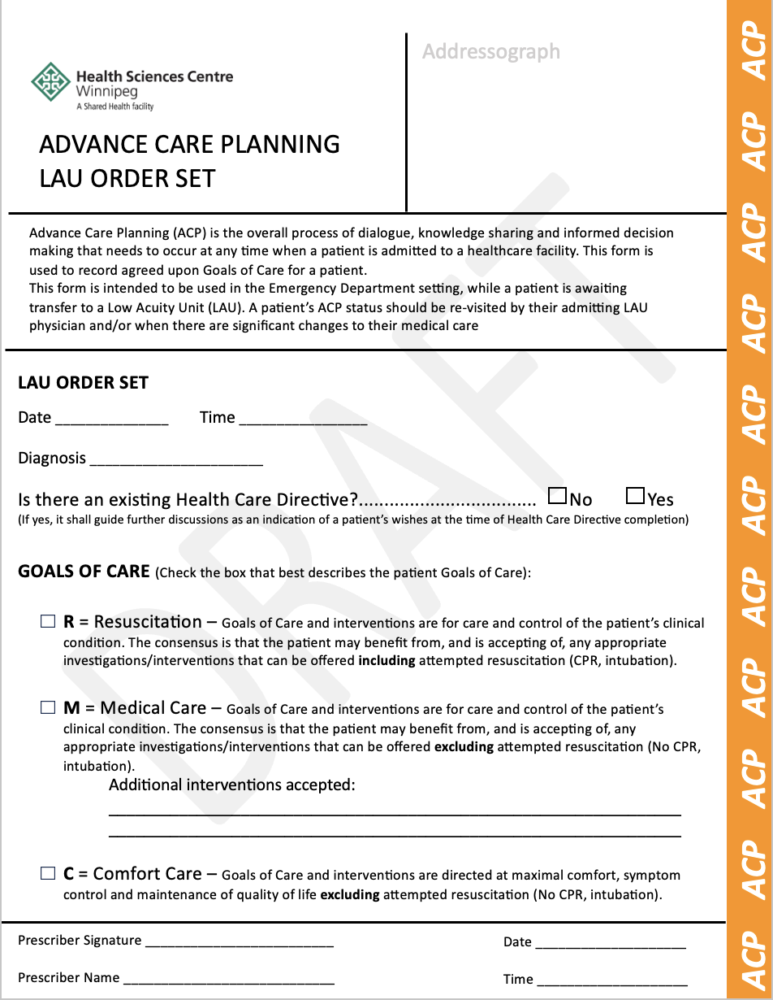 Addressograph
Health Sciences Centre
Winnipeg
A Shared Health facility
ADVANCE CARE PLANNING
LAU ORDER SET
Advance Care Planning (ACP) is the overall process of dialogue, knowledge sharing and informed decision
making that needs to occur at any time when a patient is admitted to a healthcare facility. This form is
used to record agreed upon Goals of Care for a patient.
This form is intended to be used in the Emergency Department setting, while a patient is awaiting
transfer to a Low Acuity Unit (LAU). A patient's ACP status should be re-visited by their admitting LAU
physician and/or when there are significant changes to their medical care
LAU ORDER SET
Date _______________ Time _________________
Diagnosis _______________________
Is there an existing Health Care Directive?.................................. No Yes
(If yes, it shall guide further discussions as an indication of a patient's wishes at the time of Health Care Directive completion)
GOALS OF CARE (Check the box that best describes the patient Goals of Care):
R = Resuscitation – Goals of Care and interventions are for care and control of the patient's clinical
condition. The consensus is that the patient may benefit from, and is accepting of, any appropriate
investigations/interventions that can be offered including attempted resuscitation (CPR, intubation).
M = Medical Care – Goals of Care and interventions are for care and control of the patient's
clinical condition. The consensus is that the patient may benefit from, and is accepting of, any
appropriate investigations/interventions that can be offered excluding attempted resuscitation (No CPR,
intubation).
Additional interventions accepted:
C = Comfort Care – Goals of Care and interventions are directed at maximal comfort, symptom
control and maintenance of quality of life excluding attempted resuscitation (No CPR, intubation).
Prescriber Signature _________________________ Date ____________________
Prescriber Name ____________________________ Time ____________________
DRAFT
ACP
ACP
ACP
ACP
ACP
ACP
ACP
ACP
ACP
ACP
ACP